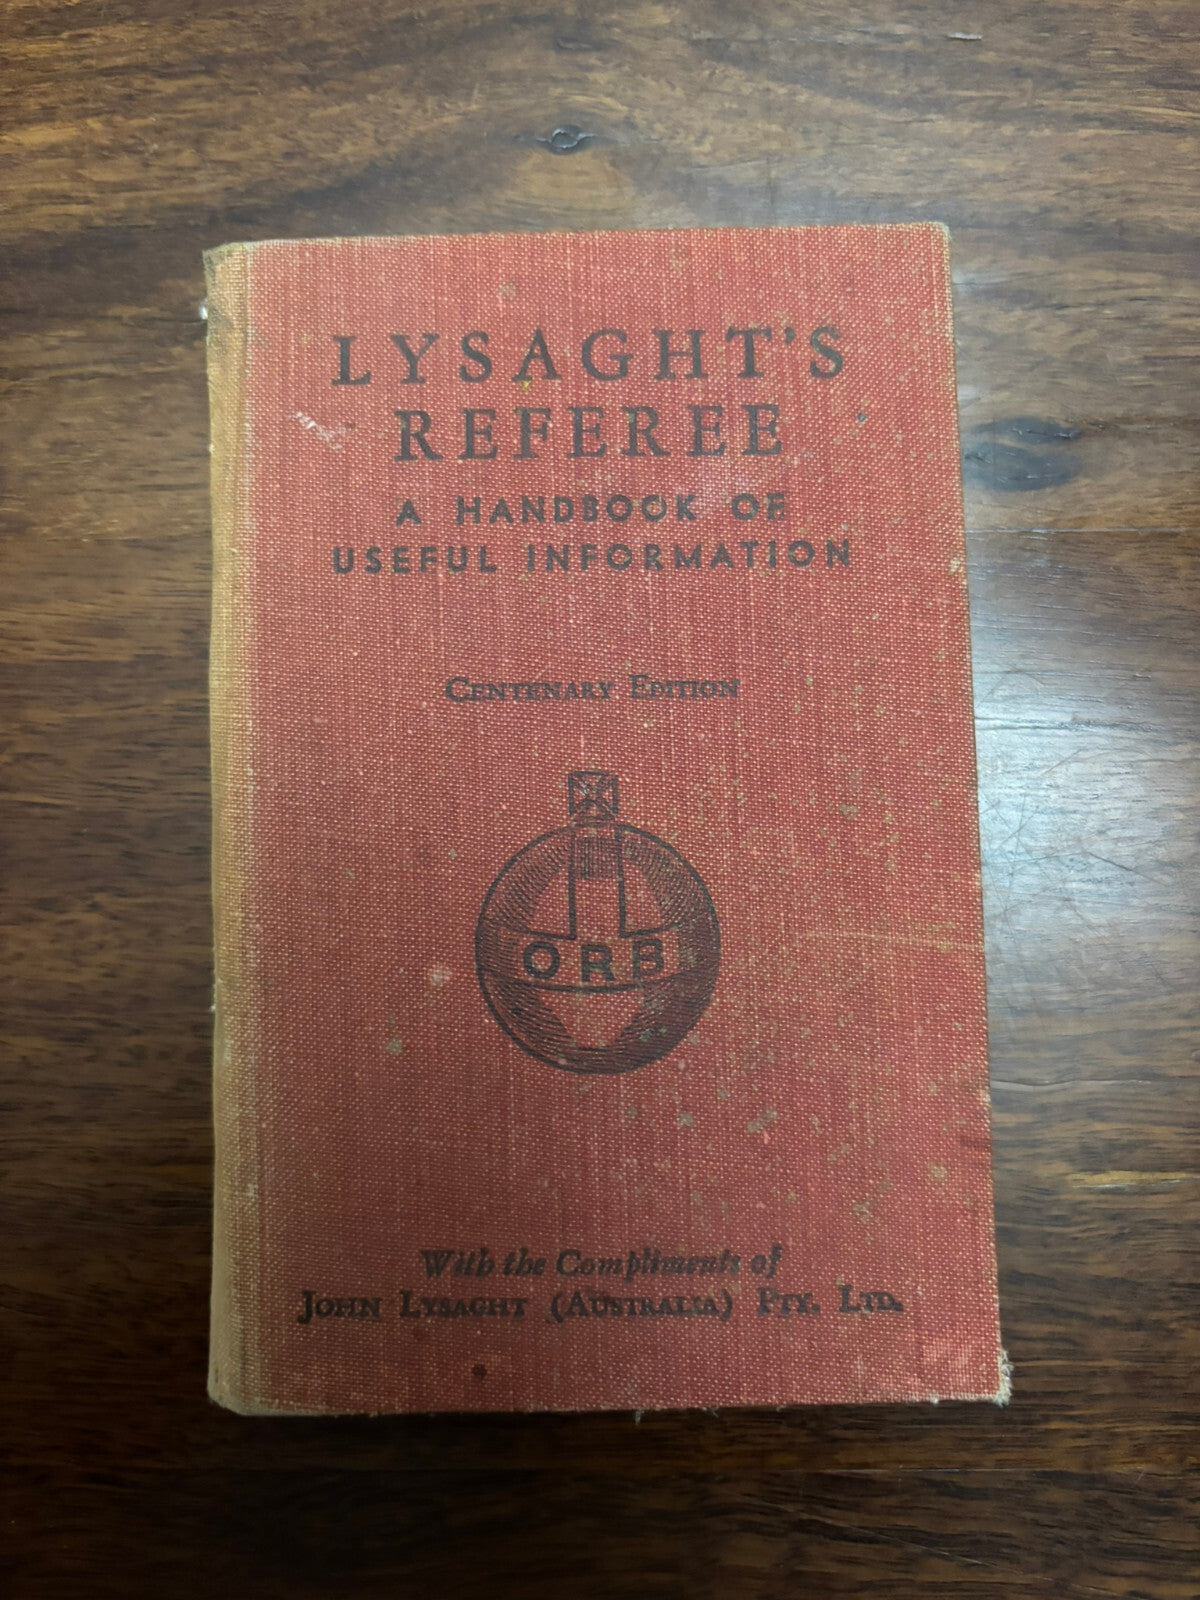 LYSAGHT'S
REFEREE
A HANDBOOK OF
USEFUL INFORMATION
CENTENARY EDITION
ORB
With the Compliments of
JOHN LYSAGHT (AUSTRALIA) PTY. LTD.